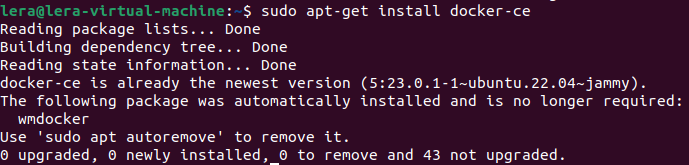 lera@lera-virtual-machine:~$ sudo apt-get install docker-ce
Reading package lists... Done
Building dependency tree... Done
Reading state information... Done
docker-ce is already the newest version (5:23.0.1-1~ubuntu.22.04~jammy).
The following package was automatically installed and is no longer required:
  wmdocker
Use 'sudo apt autoremove' to remove it.
0 upgraded, 0 newly installed, 0 to remove and 43 not upgraded.